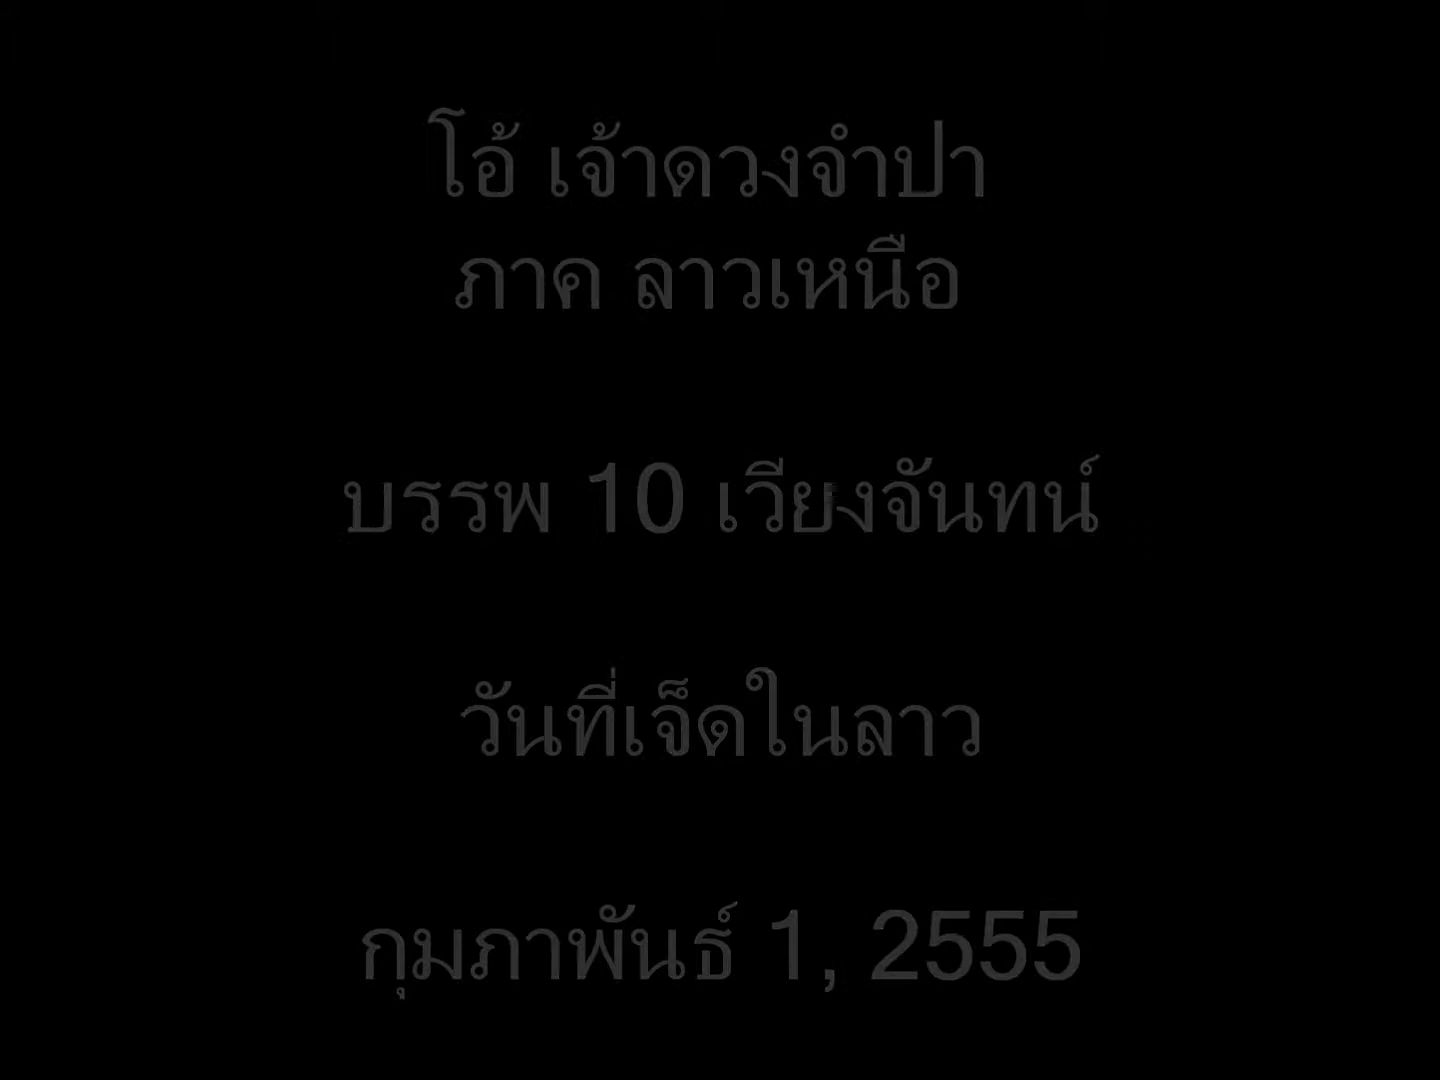 โอ้ เจ้าดวงจำปา
ภาค ลาวเหนือ
บรรพ 10 เวียงจันทน์
วันที่เจ็ดในลาว
กุมภาพันธ์ 1, 2555